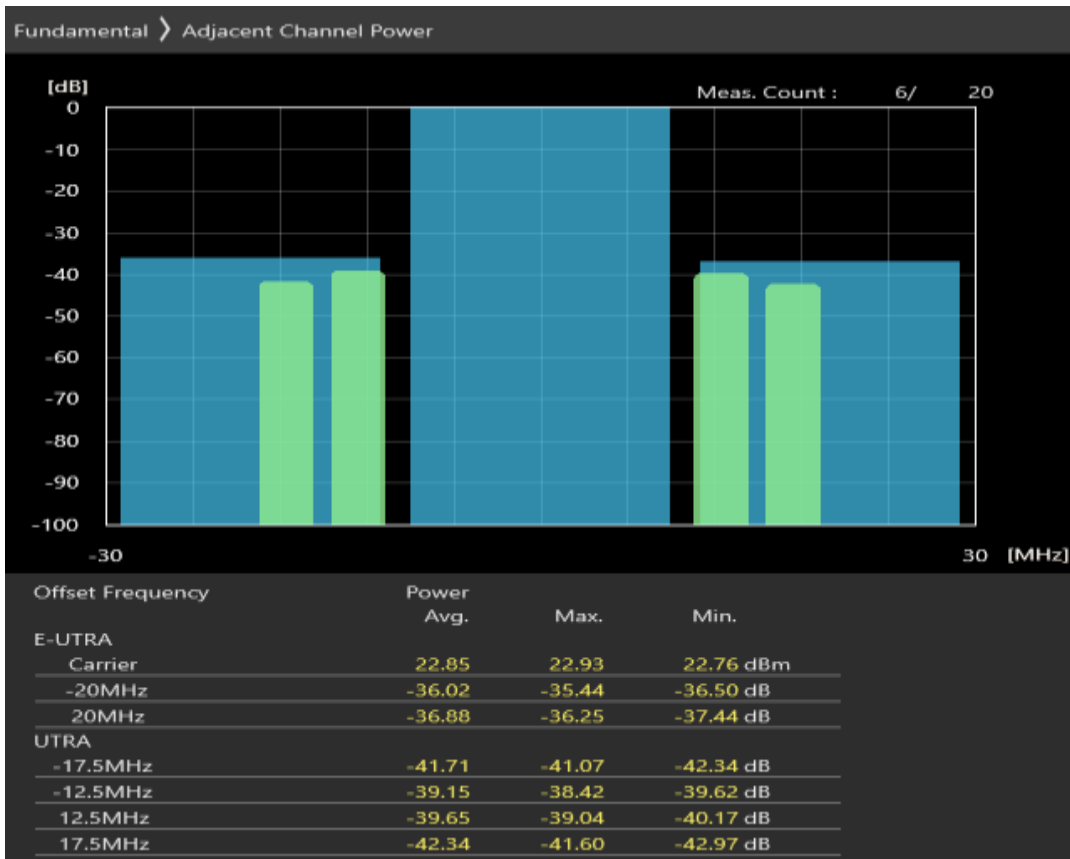 Fundamental ❯ Adjacent Channel Power
[dB]
Meas. Count : 6/ 20
0
-10
-20
-30
-40
-50
-60
-70
-80
-90
-100
-30 30 [MHz]
Offset Frequency Power
Avg. Max. Min.
E-UTRA
Carrier 22.85 22.93 22.76 dBm
-20MHz -36.02 -35.44 -36.50 dB
20MHz -36.88 -36.25 -37.44 dB
UTRA
-17.5MHz -41.71 -41.07 -42.34 dB
-12.5MHz -39.15 -38.42 -39.62 dB
12.5MHz -39.65 -39.04 -40.17 dB
17.5MHz -42.34 -41.60 -42.97 dB